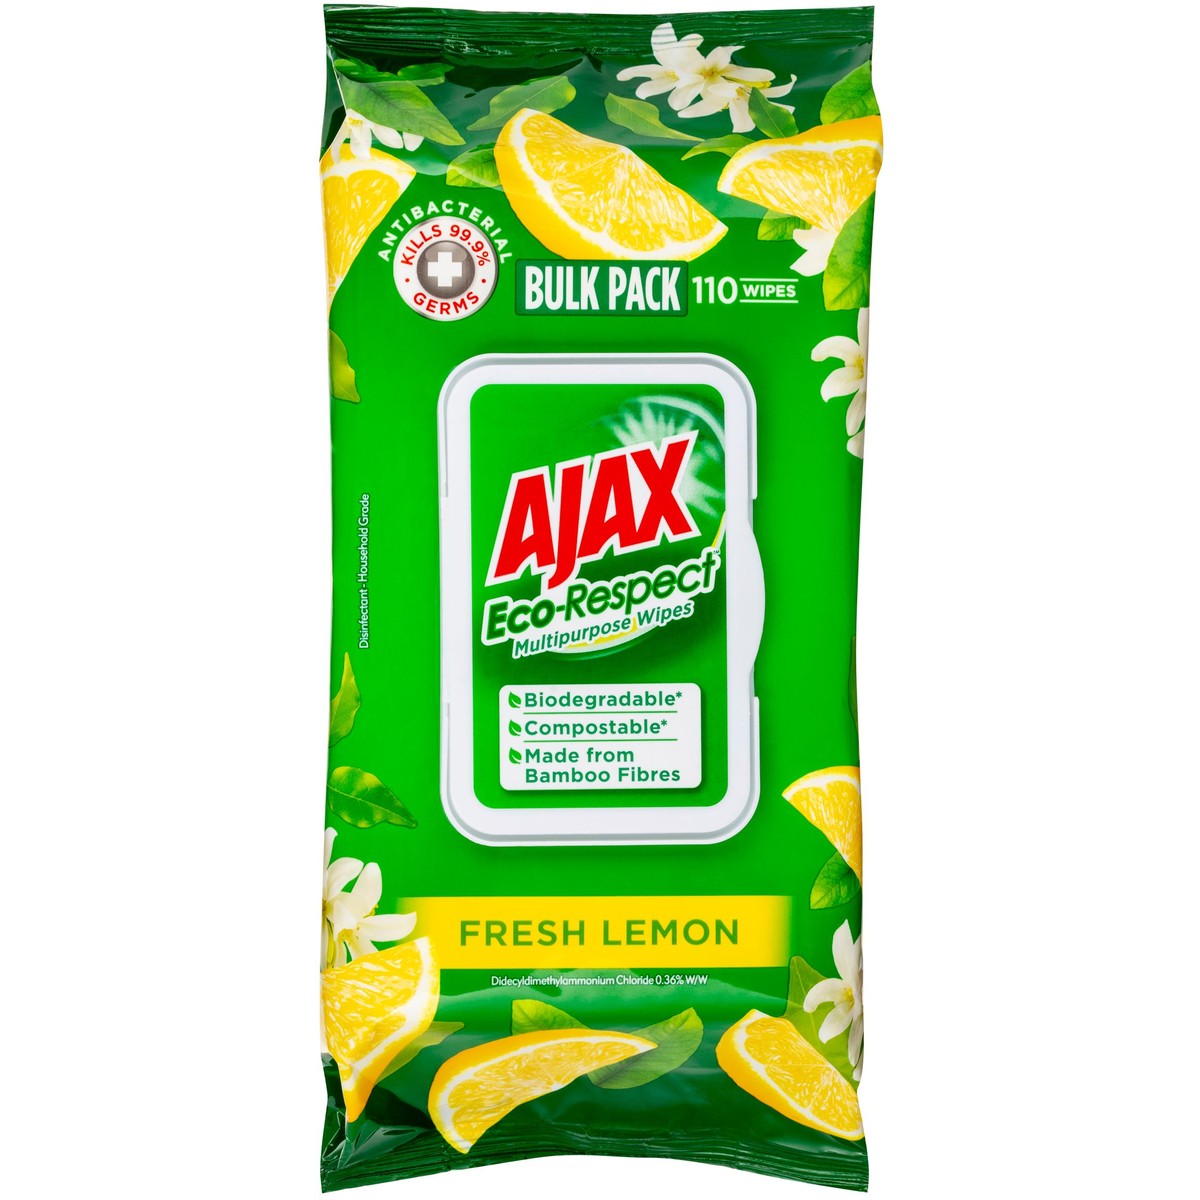 ANTIBACTERIAL
KILLS 99.9%
GERMS
BULK PACK 110 WIPES
AJAX
Eco-Respect™
Multipurpose Wipes
Biodegradable*
Compostable*
Made from
Bamboo Fibres
Disinfectant - Household Grade
FRESH LEMON
Didecyldimethylammonium Chloride 0.36% W/W